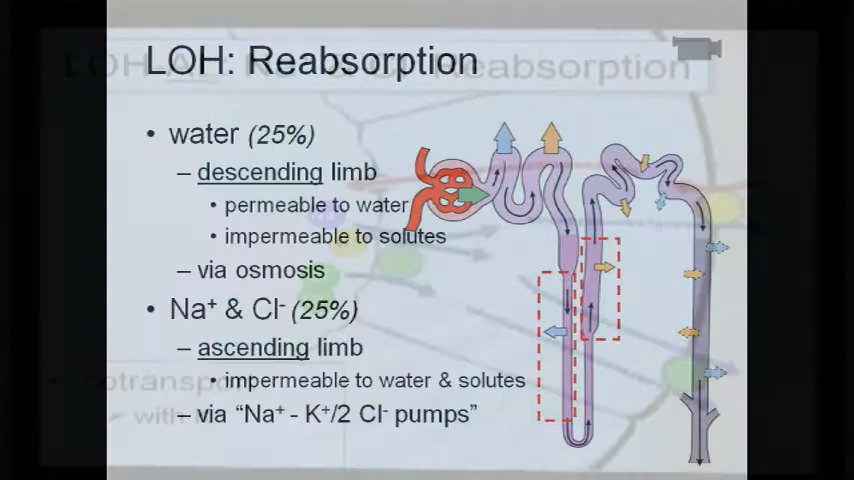 LOH: Reabsorption
• water (25%)
– descending limb
• permeable to water
• impermeable to solutes
– via osmosis
• Na⁺ & Cl⁻ (25%)
– ascending limb
• impermeable to water & solutes
– via “Na⁺ - K⁺/2 Cl⁻ pumps”